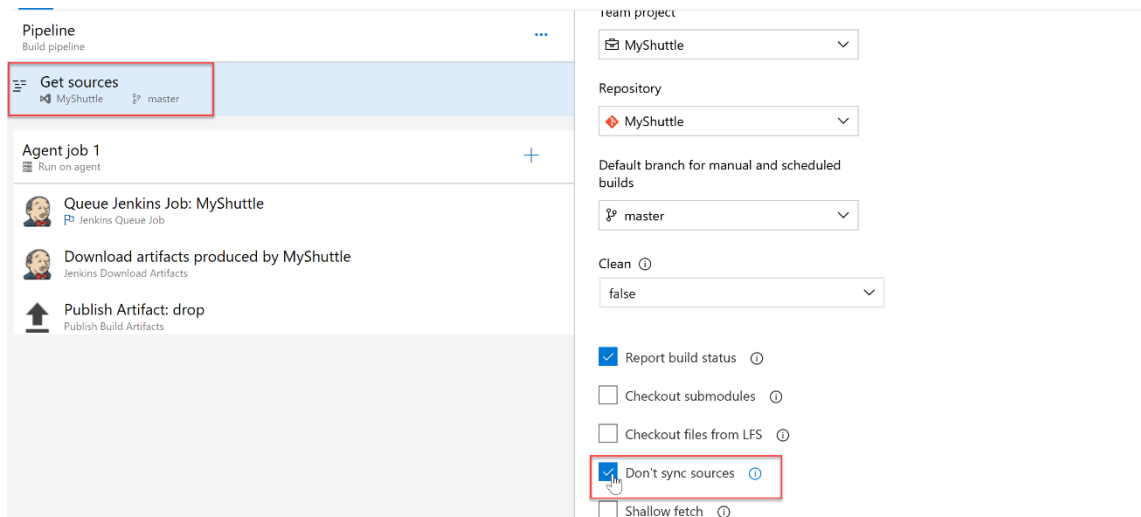 Pipeline
Build pipeline
...
Get sources
MyShuttle master
Agent job 1
Run on agent
Queue Jenkins Job: MyShuttle
Jenkins Queue Job
Download artifacts produced by MyShuttle
Jenkins Download Artifacts
Publish Artifact: drop
Publish Build Artifacts
Team project
MyShuttle
Repository
MyShuttle
Default branch for manual and scheduled
builds
master
Clean
false
Report build status
Checkout submodules
Checkout files from LFS
Don't sync sources
Shallow fetch